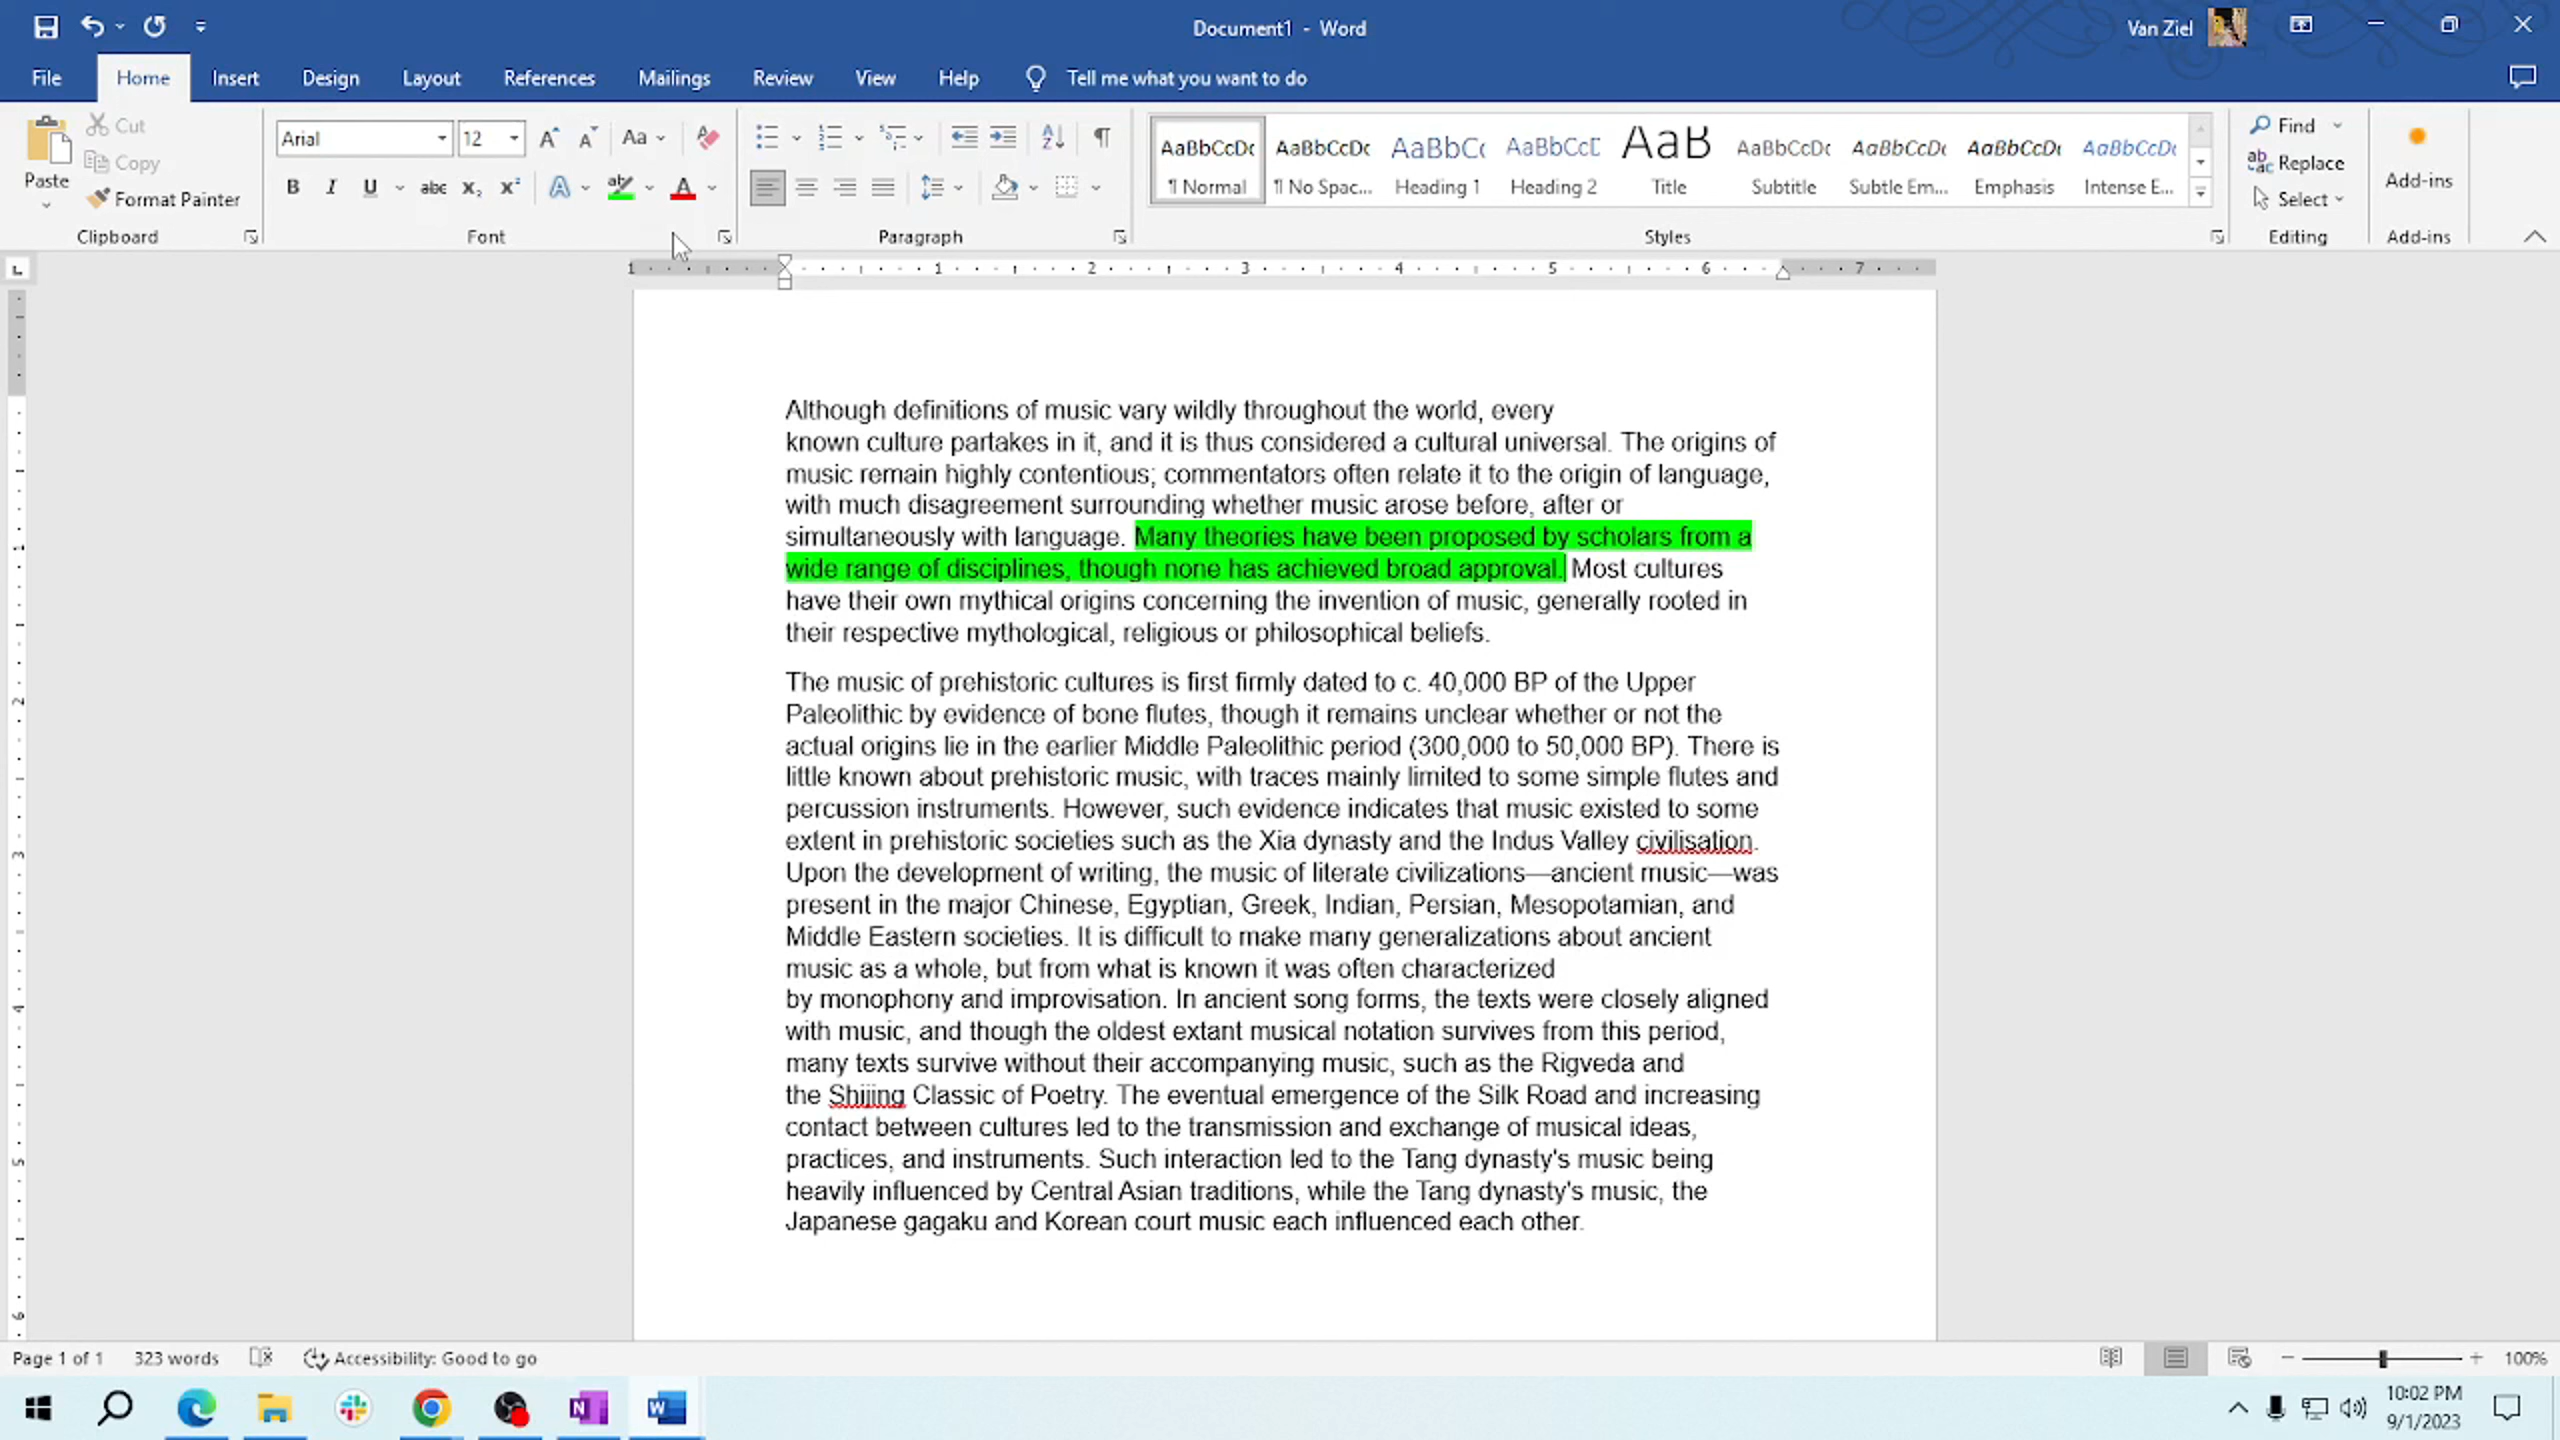 Document1 - Word
Van Ziel
File Home Insert Design Layout References Mailings Review View Help Tell me what you want to do
Paste
Cut
Copy
Format Painter
Clipboard
Arial 12
Font
Paragraph
AaBbCcDc AaBbCcDc AaBbCc AaBbCcD AaB AaBbCcDc AaBbCcDc AaBbCcDc AaBbCcDc
¶ Normal ¶ No Spac... Heading 1 Heading 2 Title Subtitle Subtle Em... Emphasis Intense E...
Styles
Find
Replace
Select
Editing
Add-ins
Add-ins
1 1 2 3 4 5 6 7
Although definitions of music vary wildly throughout the world, every
known culture partakes in it, and it is thus considered a cultural universal. The origins of
music remain highly contentious; commentators often relate it to the origin of language,
with much disagreement surrounding whether music arose before, after or
simultaneously with language. Many theories have been proposed by scholars from a
wide range of disciplines, though none has achieved broad approval. Most cultures
have their own mythical origins concerning the invention of music, generally rooted in
their respective mythological, religious or philosophical beliefs.
The music of prehistoric cultures is first firmly dated to c. 40,000 BP of the Upper
Paleolithic by evidence of bone flutes, though it remains unclear whether or not the
actual origins lie in the earlier Middle Paleolithic period (300,000 to 50,000 BP). There is
little known about prehistoric music, with traces mainly limited to some simple flutes and
percussion instruments. However, such evidence indicates that music existed to some
extent in prehistoric societies such as the Xia dynasty and the Indus Valley civilisation.
Upon the development of writing, the music of literate civilizations—ancient music—was
present in the major Chinese, Egyptian, Greek, Indian, Persian, Mesopotamian, and
Middle Eastern societies. It is difficult to make many generalizations about ancient
music as a whole, but from what is known it was often characterized
by monophony and improvisation. In ancient song forms, the texts were closely aligned
with music, and though the oldest extant musical notation survives from this period,
many texts survive without their accompanying music, such as the Rigveda and
the Shijing Classic of Poetry. The eventual emergence of the Silk Road and increasing
contact between cultures led to the transmission and exchange of musical ideas,
practices, and instruments. Such interaction led to the Tang dynasty's music being
heavily influenced by Central Asian traditions, while the Tang dynasty's music, the
Japanese gagaku and Korean court music each influenced each other.
Page 1 of 1 323 words Accessibility: Good to go 100%
10:02 PM
9/1/2023